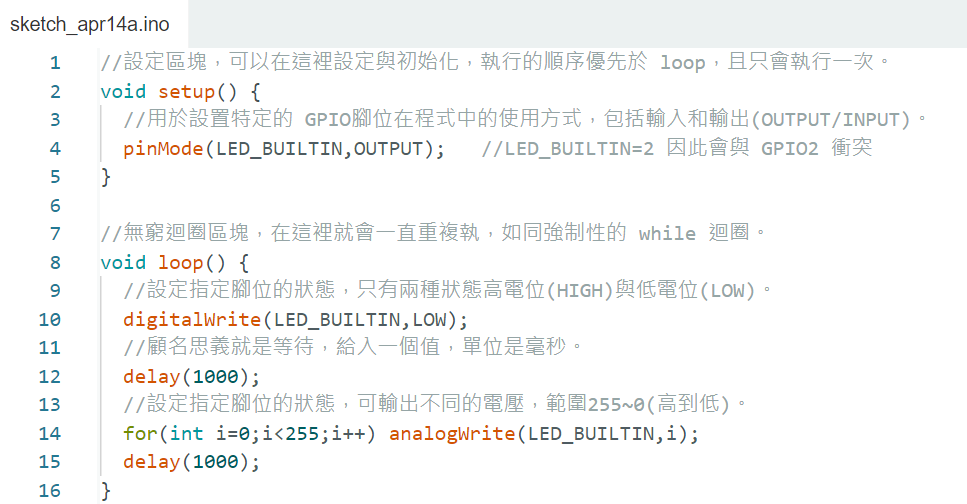 sketch_apr14a.ino
1 //設定區塊，可以在這裡設定與初始化，執行的順序優先於 loop，且只會執行一次。
2 void setup() {
3 //用於設置特定的 GPIO腳位在程式中的使用方式，包括輸入和輸出(OUTPUT/INPUT)。
4 pinMode(LED_BUILTIN,OUTPUT); //LED_BUILTIN=2 因此會與 GPIO2 衝突
5 }
6
7 //無窮迴圈區塊，在這裡就會一直重複執，如同強制性的 while 迴圈。
8 void loop() {
9 //設定指定腳位的狀態，只有兩種狀態高電位(HIGH)與低電位(LOW)。
10 digitalWrite(LED_BUILTIN,LOW);
11 //顧名思義就是等待，給入一個值，單位是毫秒。
12 delay(1000);
13 //設定指定腳位的狀態，可輸出不同的電壓，範圍255~0(高到低)。
14 for(int i=0;i<255;i++) analogWrite(LED_BUILTIN,i);
15 delay(1000);
16 }